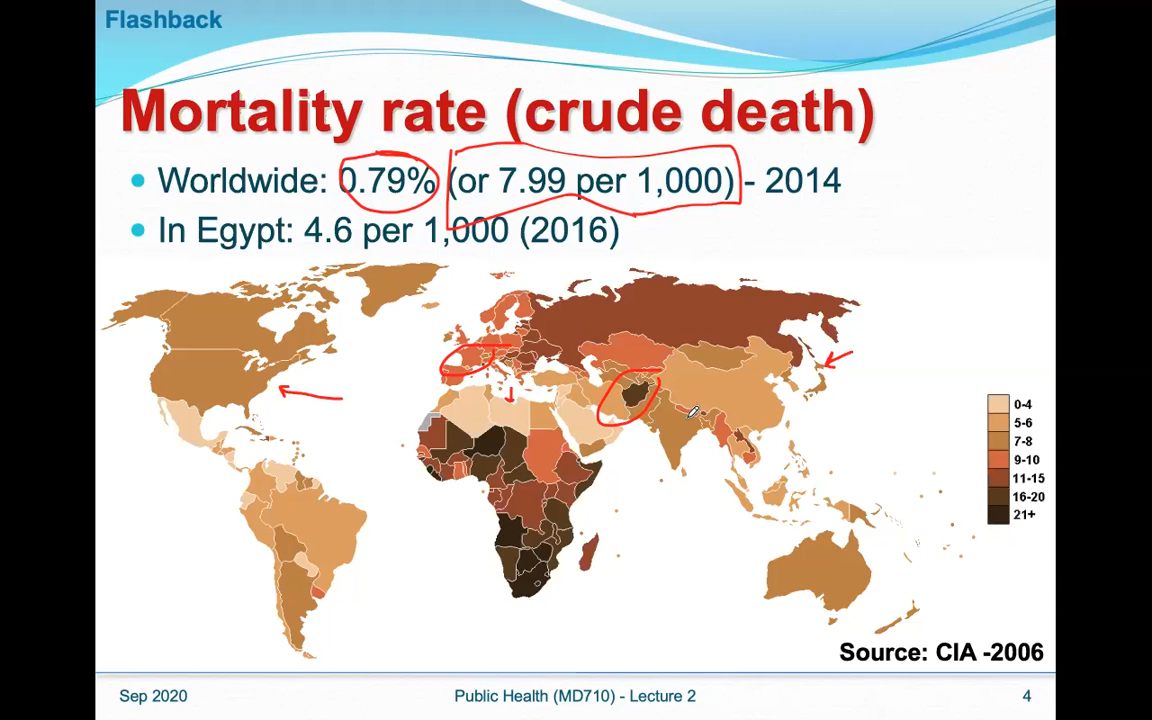 Flashback
Mortality rate (crude death)
• Worldwide: 0.79% (or 7.99 per 1,000) - 2014
• In Egypt: 4.6 per 1,000 (2016)
0-4
5-6
7-8
9-10
11-15
16-20
21+
Source: CIA -2006
Sep 2020
Public Health (MD710) - Lecture 2
4